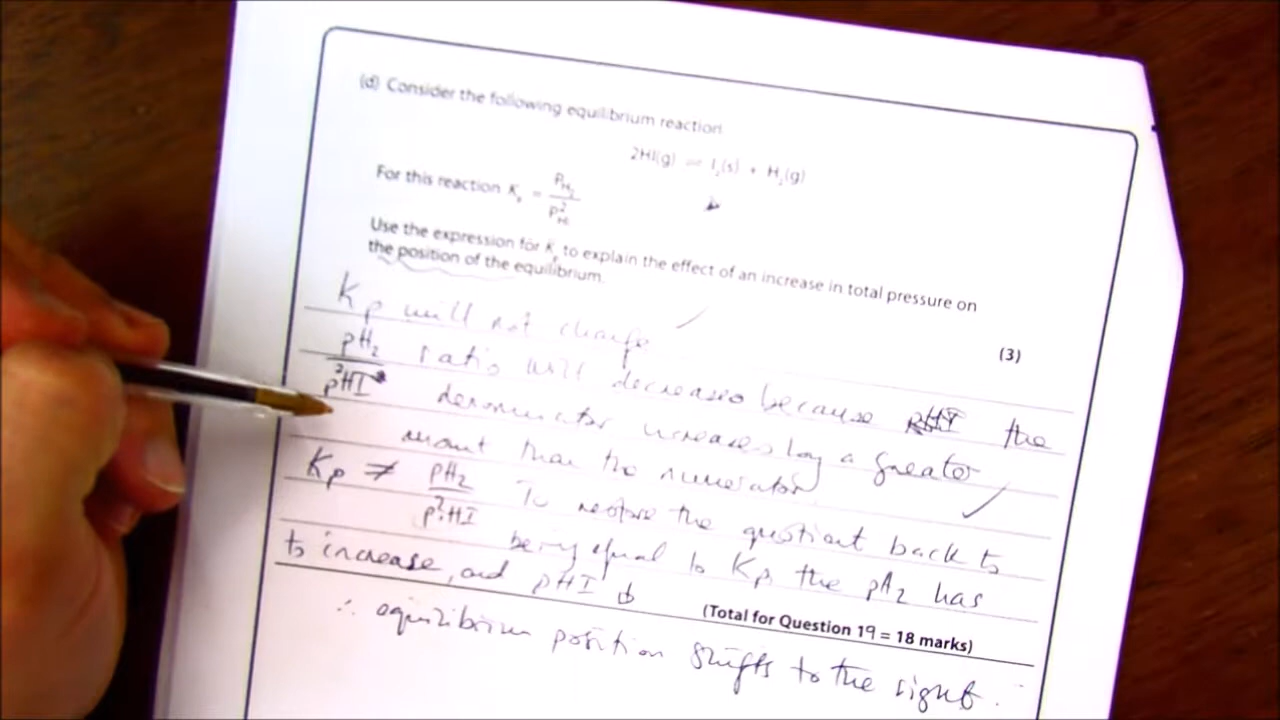 (d) Consider the following equilibrium reaction
2HI(g) ⇌ I₂(s) + H₂(g)
For this reaction Kₚ = P_H₂ / P²_HI
Use the expression for Kₚ to explain the effect of an increase in total pressure on
the position of the equilibrium.
(3)
Kp will not change
pH₂ / p²HI ratio will decreases because the
denominator increases by a greater
amount than the numerator
Kp ≠ pH₂ / p²HI To restore the quotient back to
being equal to Kp, the pH₂ has
to increase, and pHI ↓
(Total for Question 19 = 18 marks)
∴ equilibrium position shifts to the right.